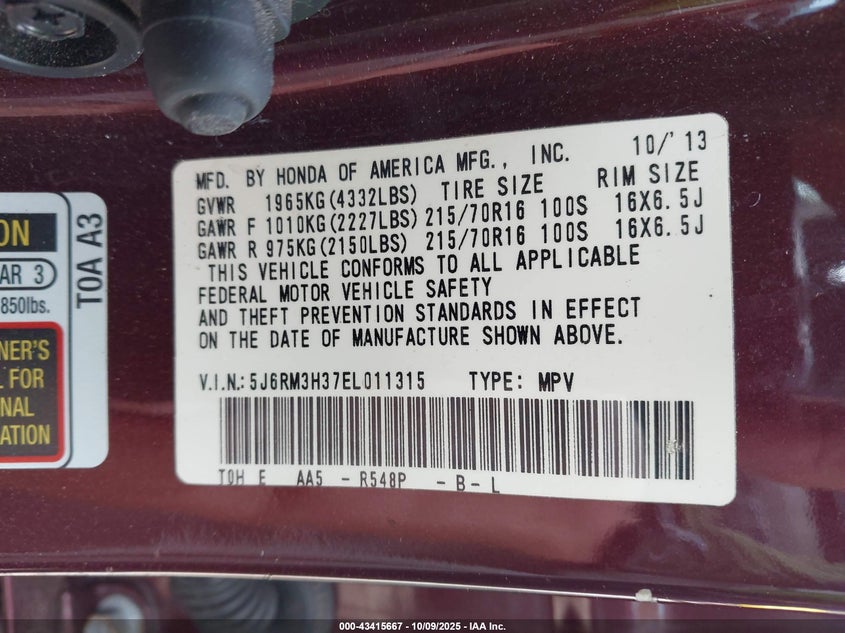 MFD. BY HONDA OF AMERICA MFG., INC. 10/'13
GVWR 1965KG(4332LBS) TIRE SIZE RIM SIZE
GAWR F 1010KG(2227LBS) 215/70R16 100S 16X6.5J
GAWR R 975KG(2150LBS) 215/70R16 100S 16X6.5J
THIS VEHICLE CONFORMS TO ALL APPLICABLE
FEDERAL MOTOR VEHICLE SAFETY
AND THEFT PREVENTION STANDARDS IN EFFECT
ON THE DATE OF MANUFACTURE SHOWN ABOVE.
V.I.N.: 5J6RM3H37EL011315 TYPE: MPV
T0H E AA5 - R548P - B - L
ON
AR 3
850lbs.
NER'S
L FOR
NAL
ATION
T0A A3
000-43415667 - 10/09/2025 - IAA Inc.